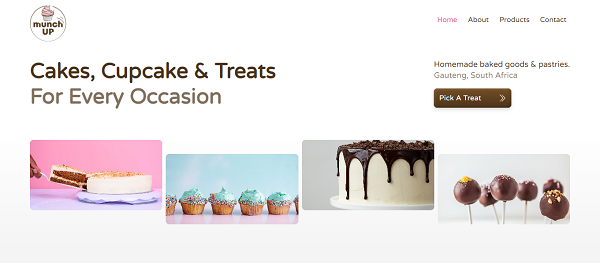 munch
UP
Home About Products Contact
Cakes, Cupcake & Treats
For Every Occasion
Homemade baked goods & pastries.
Gauteng, South Africa
Pick A Treat